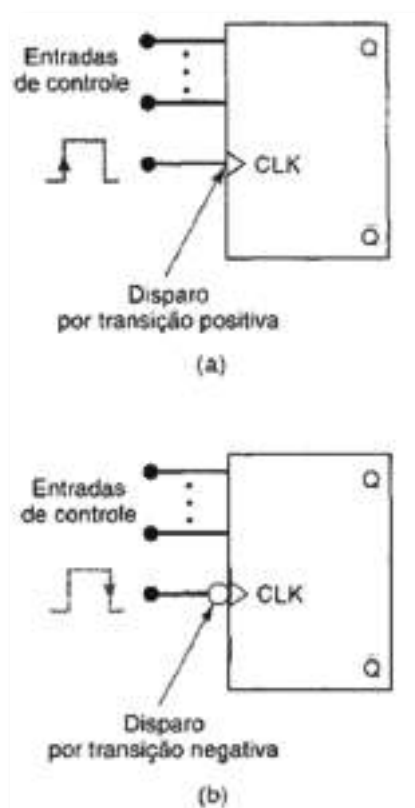 Entradas
de controle
Q
CLK
Q̅
Disparo
por transição positiva
(a)
Entradas
de controle
Q
CLK
Q̅
Disparo
por transição negativa
(b)